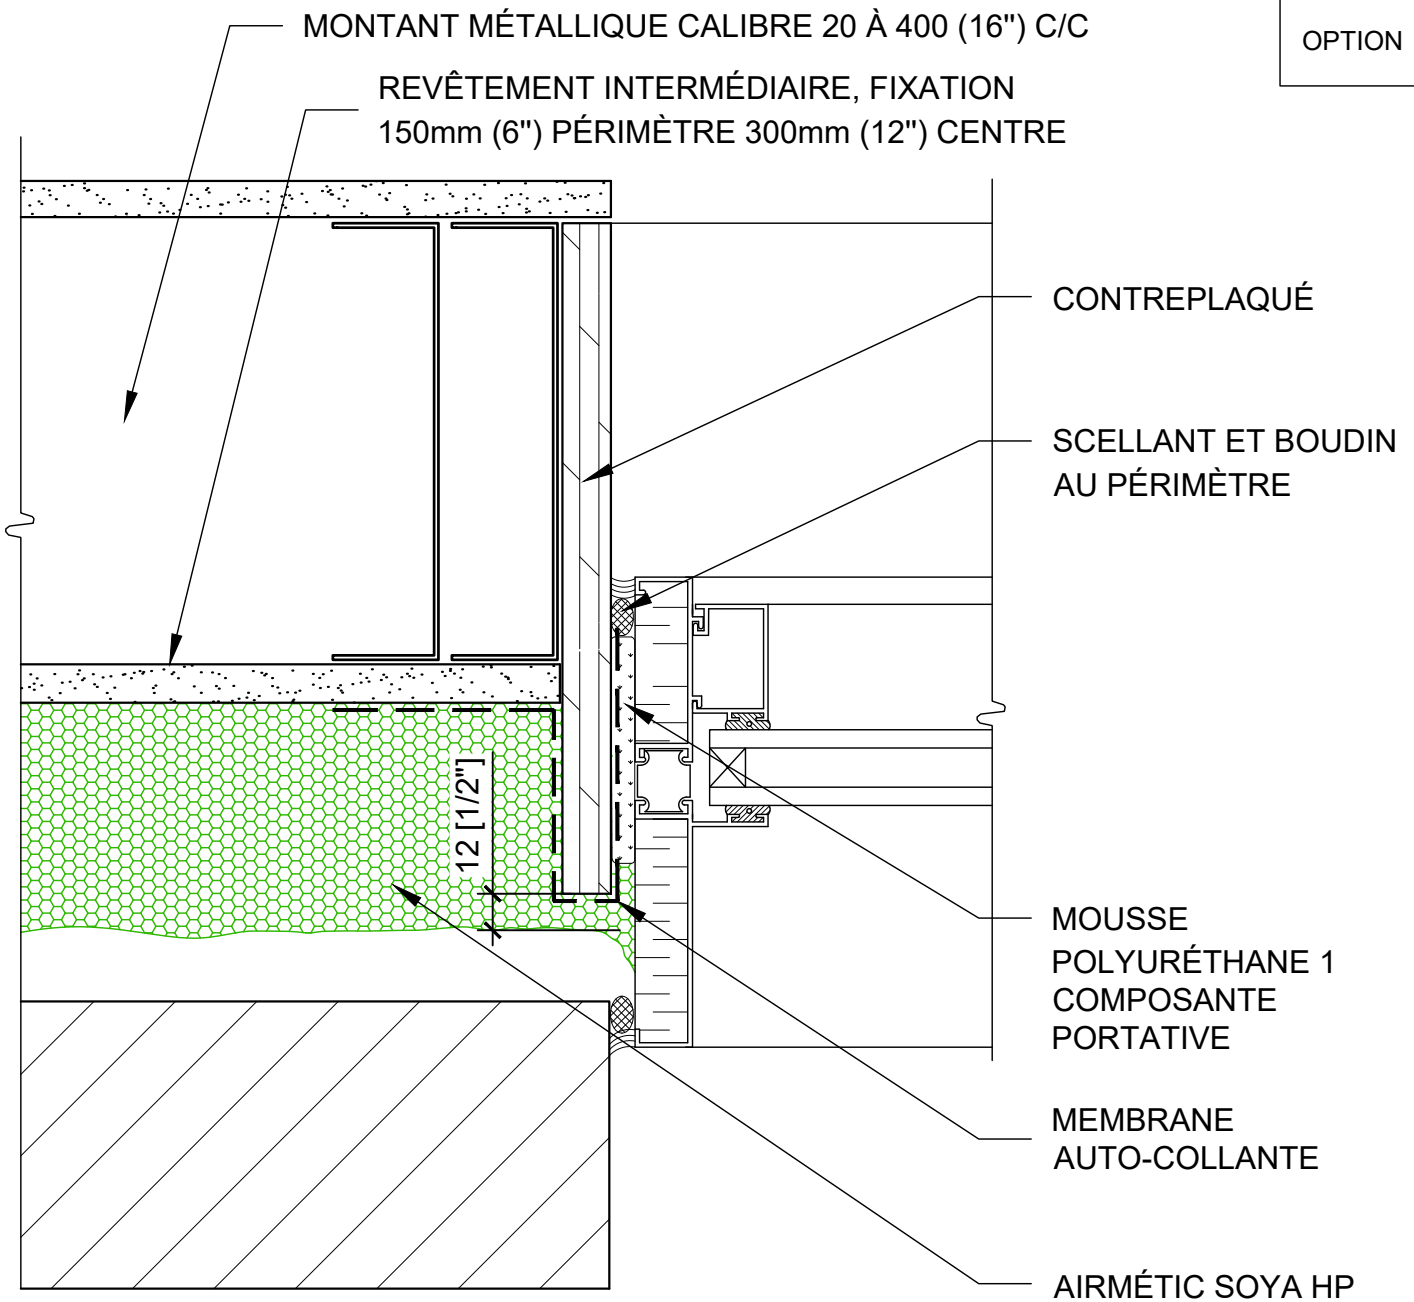 MONTANT MÉTALLIQUE CALIBRE 20 À 400 (16") C/C
OPTION
REVÊTEMENT INTERMÉDIAIRE, FIXATION
150mm (6") PÉRIMÈTRE 300mm (12") CENTRE
CONTREPLAQUÉ
SCELLANT ET BOUDIN
AU PÉRIMÈTRE
12 [1/2"]
MOUSSE
POLYURÉTHANE 1
COMPOSANTE
PORTATIVE
MEMBRANE
AUTO-COLLANTE
AIRMÉTIC SOYA HP